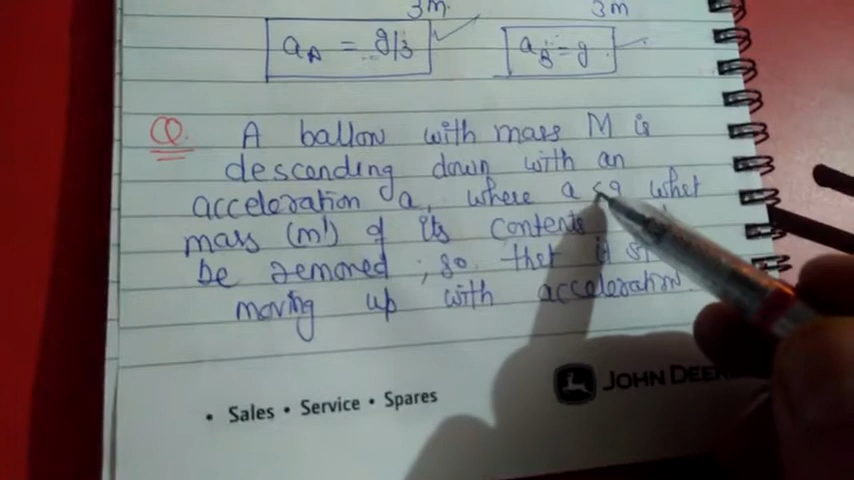 3m 3m
aA = g/3 aB = g
Q. A ballon with mass M is
descending down with an
acceleration a, where a < g what
mass (m') of its contents
be removed, so that it
moving up with acceleration
• Sales • Service • Spares
JOHN DEERE